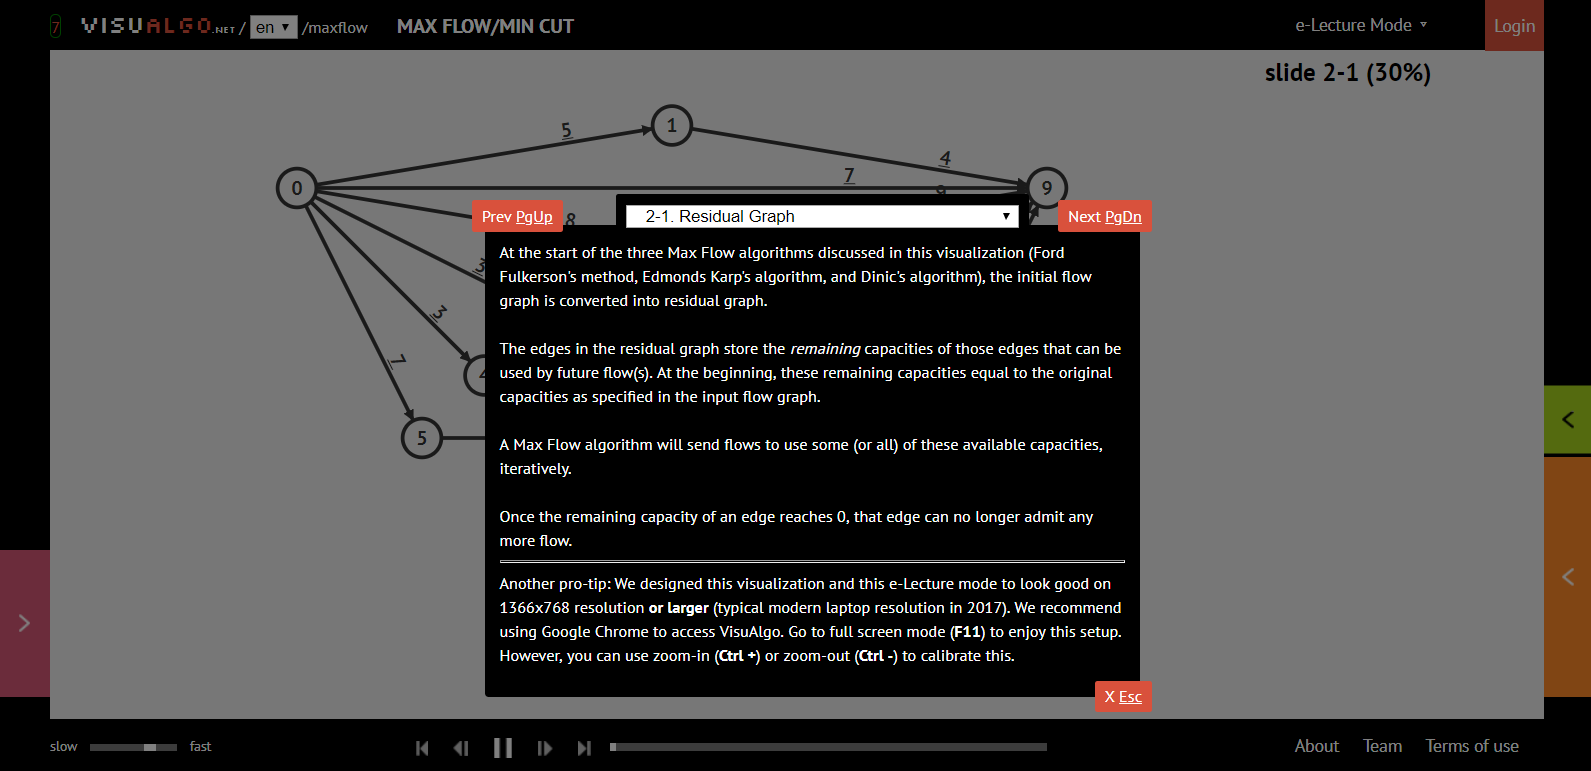 7 VISUALGO.NET / en /maxflow MAX FLOW/MIN CUT e-Lecture Mode Login
slide 2-1 (30%)
5
1
4
0
7
9
9
8
3
3
7
4
5
Prev PgUp 2-1. Residual Graph Next PgDn
At the start of the three Max Flow algorithms discussed in this visualization (Ford
Fulkerson's method, Edmonds Karp's algorithm, and Dinic's algorithm), the initial flow
graph is converted into residual graph.
The edges in the residual graph store the remaining capacities of those edges that can be
used by future flow(s). At the beginning, these remaining capacities equal to the original
capacities as specified in the input flow graph.
A Max Flow algorithm will send flows to use some (or all) of these available capacities,
iteratively.
Once the remaining capacity of an edge reaches 0, that edge can no longer admit any
more flow.
Another pro-tip: We designed this visualization and this e-Lecture mode to look good on
1366x768 resolution or larger (typical modern laptop resolution in 2017). We recommend
using Google Chrome to access VisuAlgo. Go to full screen mode (F11) to enjoy this setup.
However, you can use zoom-in (Ctrl +) or zoom-out (Ctrl -) to calibrate this.
X Esc
slow fast
About Team Terms of use